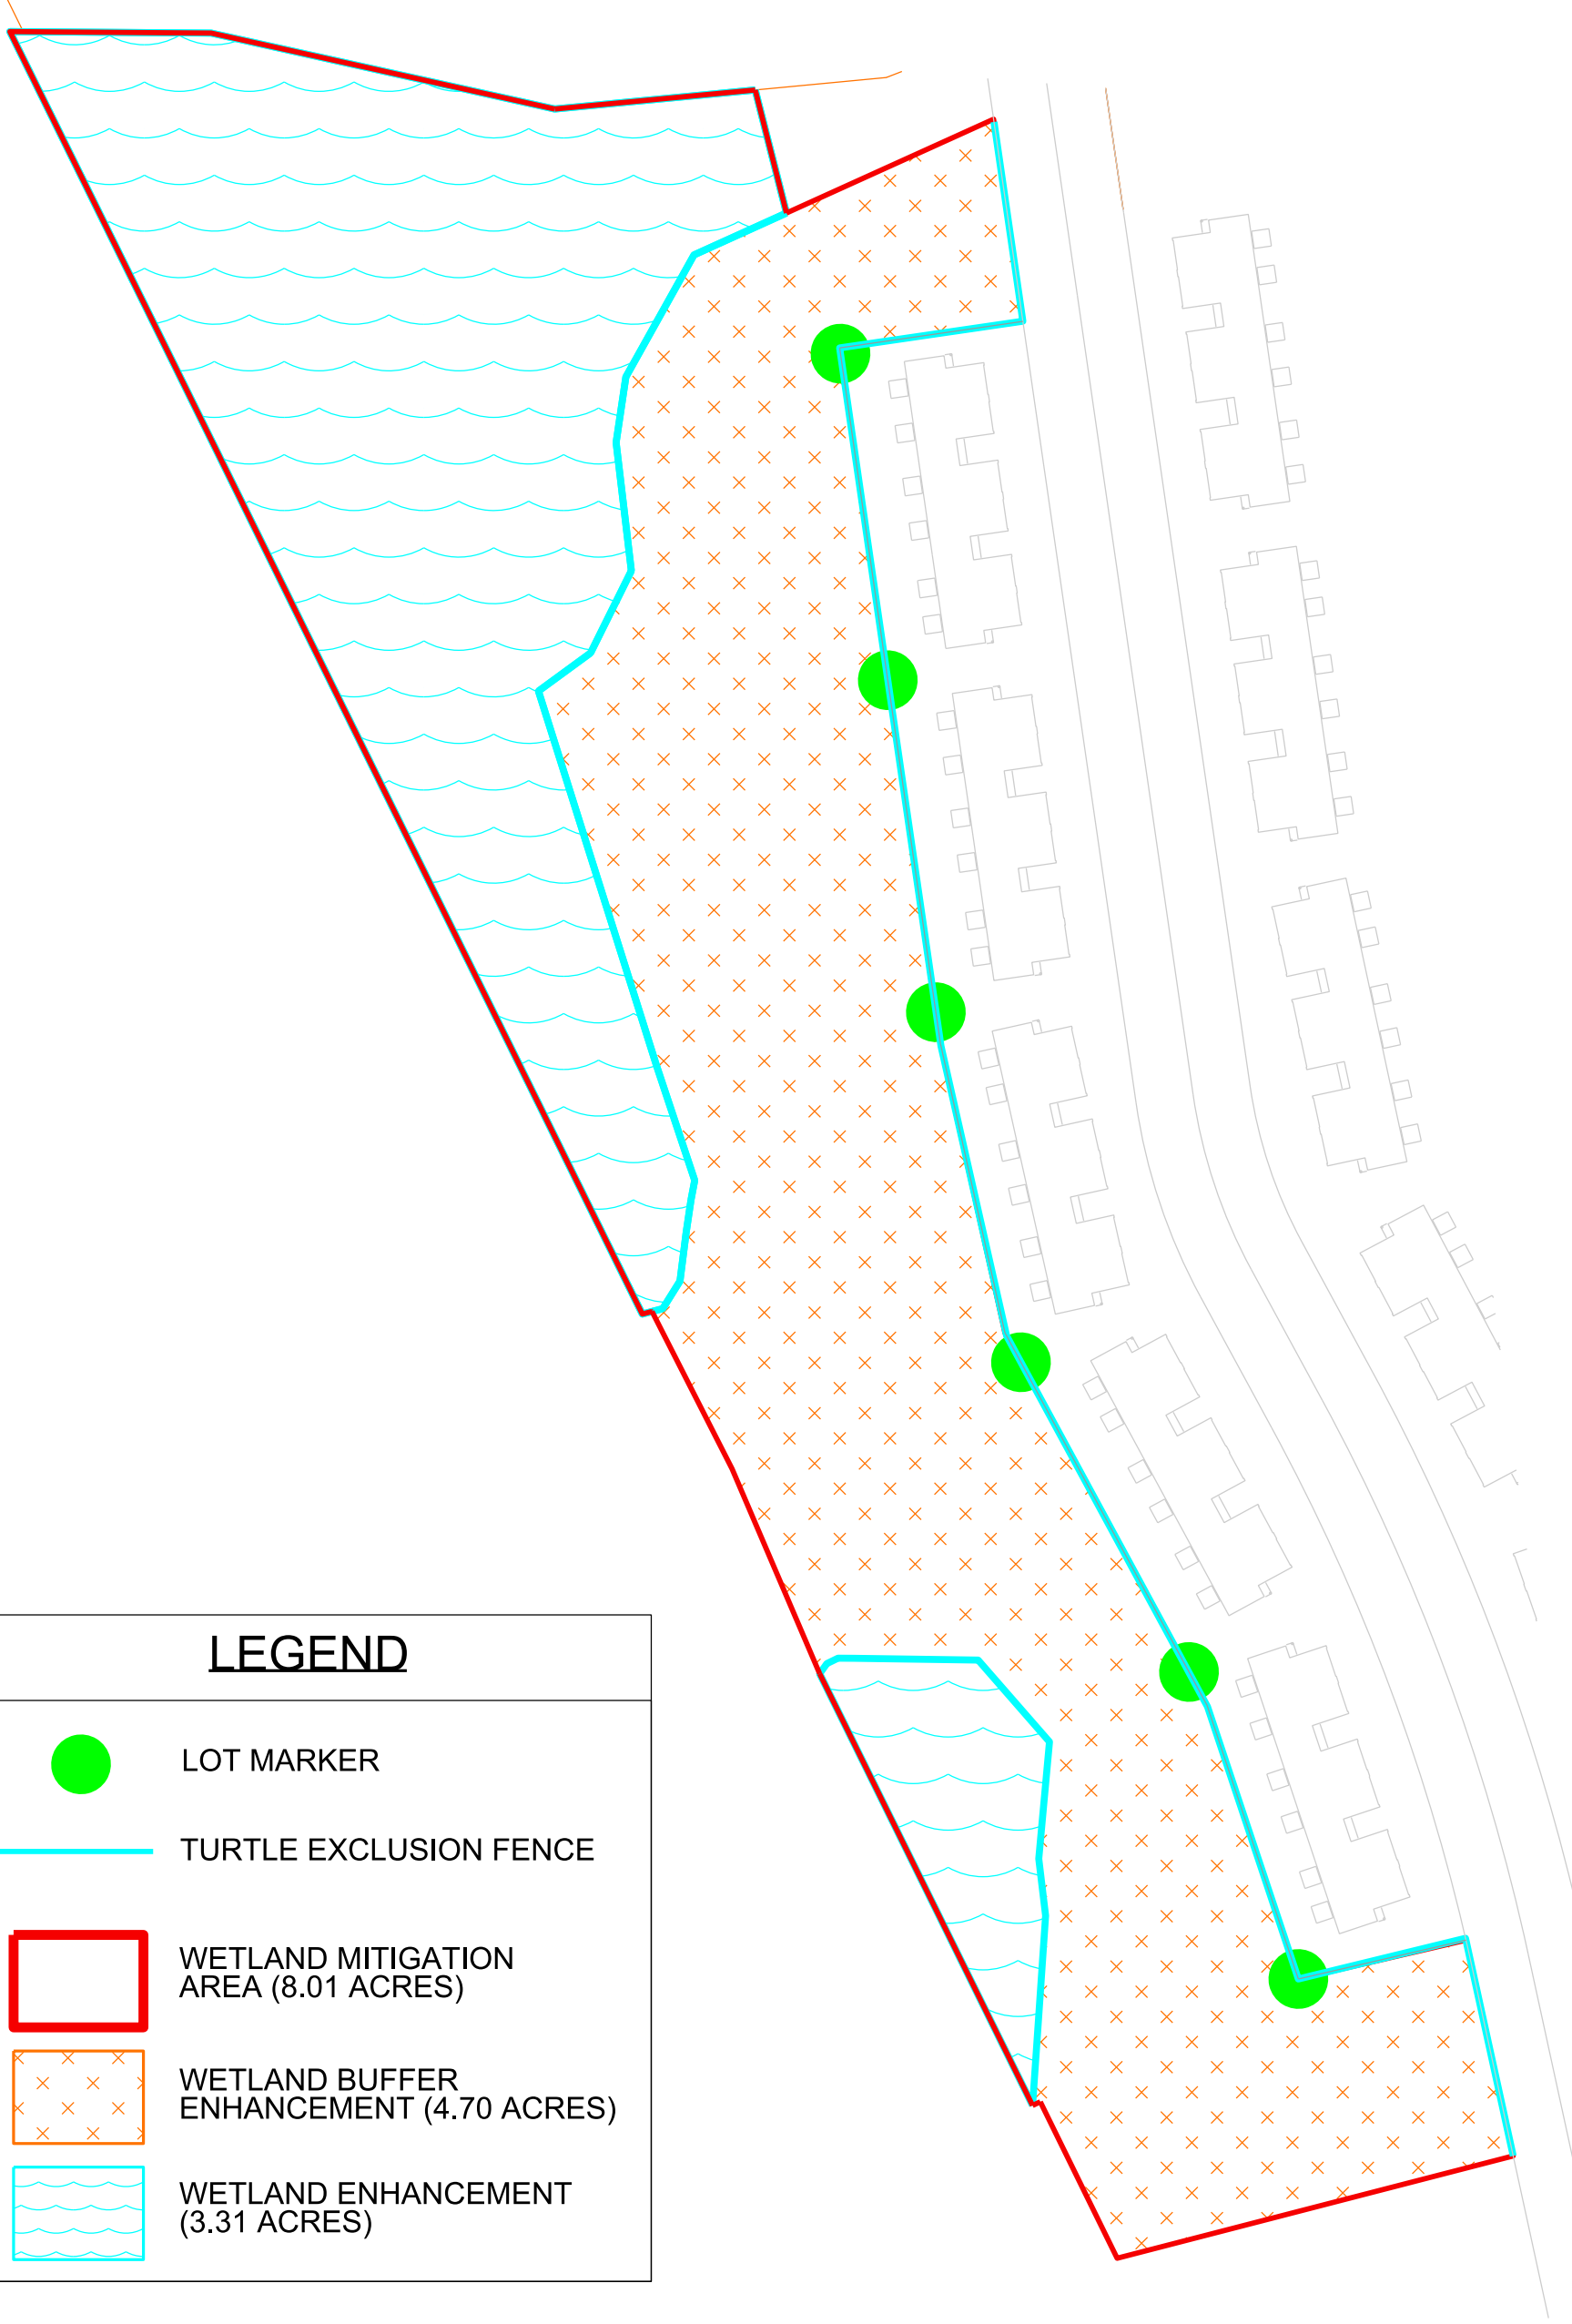 LEGEND
LOT MARKER
TURTLE EXCLUSION FENCE
WETLAND MITIGATION
AREA (8.01 ACRES)
WETLAND BUFFER
ENHANCEMENT (4.70 ACRES)
WETLAND ENHANCEMENT
(3.31 ACRES)